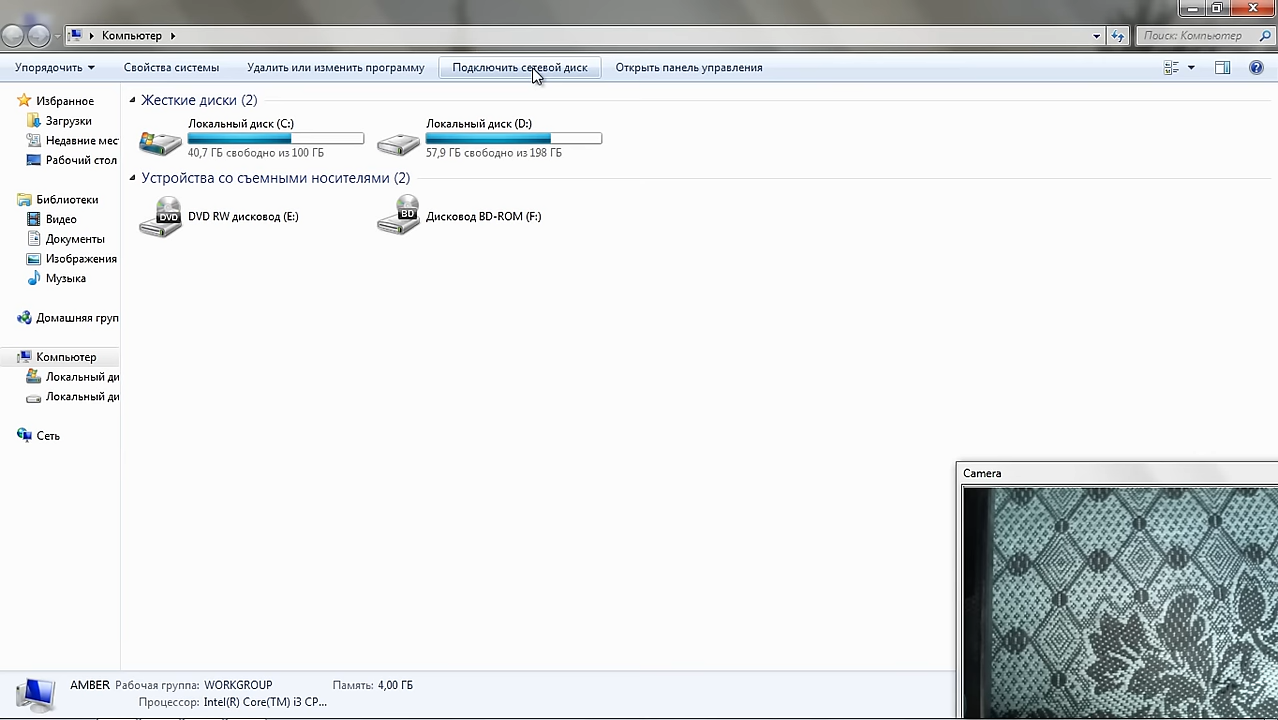 Компьютер
Поиск: Компьютер
Упорядочить
Свойства системы
Удалить или изменить программу
Подключить сетевой диск
Открыть панель управления
Избранное
Загрузки
Недавние мес
Рабочий стол
Библиотеки
Видео
Документы
Изображения
Музыка
Домашняя груп
Компьютер
Локальный ди
Локальный ди
Сеть
Жесткие диски (2)
Локальный диск (C:)
40,7 ГБ свободно из 100 ГБ
Локальный диск (D:)
57,9 ГБ свободно из 198 ГБ
Устройства со съемными носителями (2)
DVD
DVD RW дисковод (E:)
BD
Дисковод BD-ROM (F:)
Camera
AMBER Рабочая группа: WORKGROUP Память: 4,00 ГБ
Процессор: Intel(R) Core(TM) i3 CP...